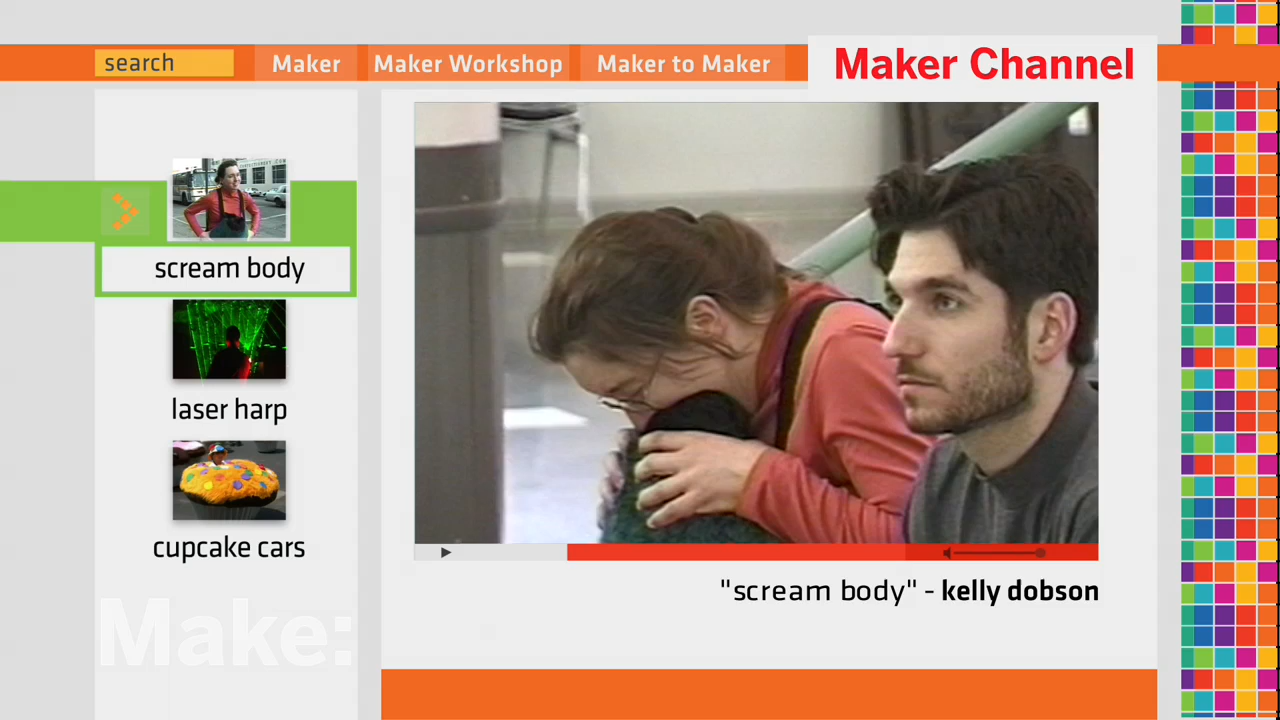 search
Maker
Maker Workshop
Maker to Maker
Maker Channel
scream body
laser harp
cupcake cars
Make:
"scream body" - kelly dobson